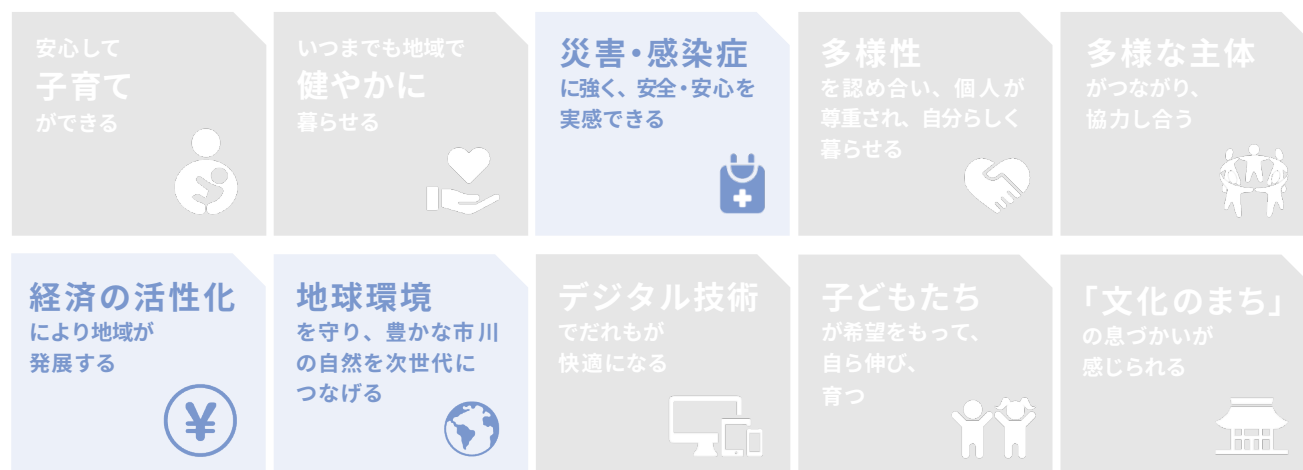 安心して
子育て
ができる
いつまでも地域で
健やかに
暮らせる
災害・感染症
に強く、安全・安心を
実感できる
多様性
を認め合い、個人が
尊重され、自分らしく
暮らせる
多様な主体
がつながり、
協力し合う
経済の活性化
により地域が
発展する
地球環境
を守り、豊かな市川
の自然を次世代に
つなげる
デジタル技術
でだれもが
快適になる
子どもたち
が希望をもって、
自ら伸び、
育つ
「文化のまち」
の息づかいが
感じられる